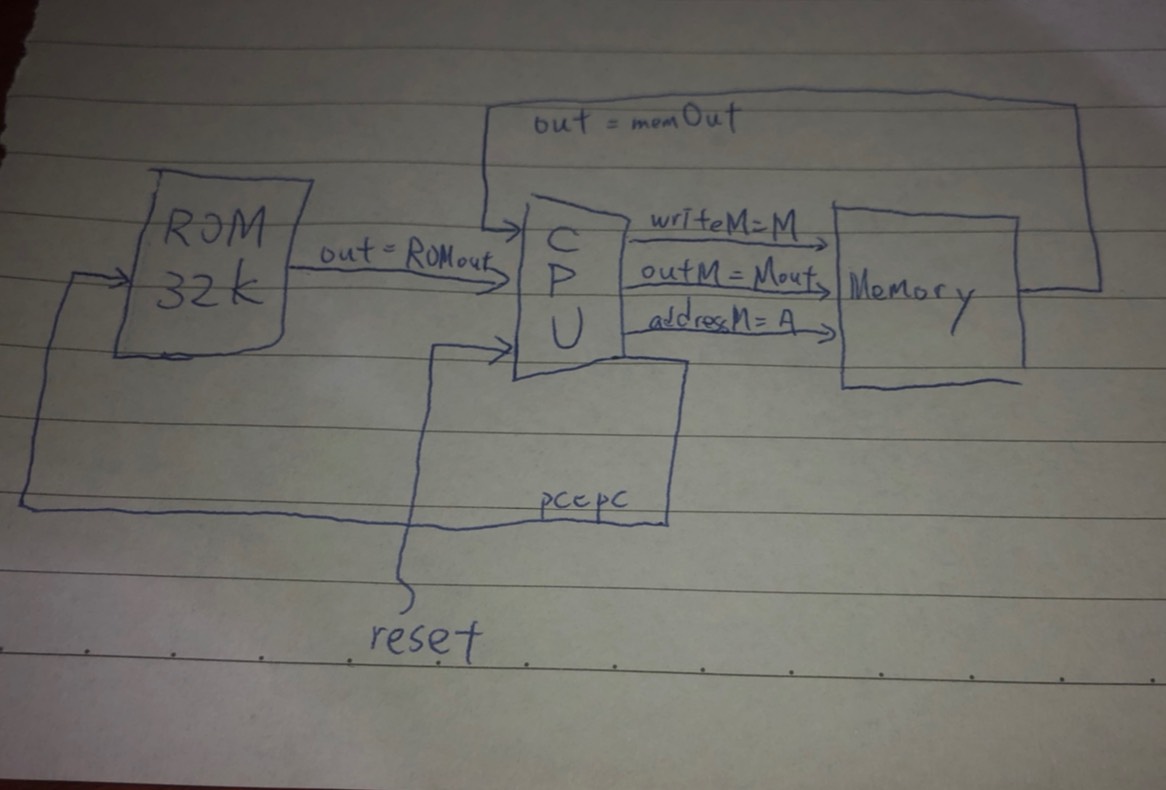 out = memOut
ROM
32k
out = ROMout
C
P
U
writeM=M
outM = Mout
addressM = A
Memory
pc=pc
reset